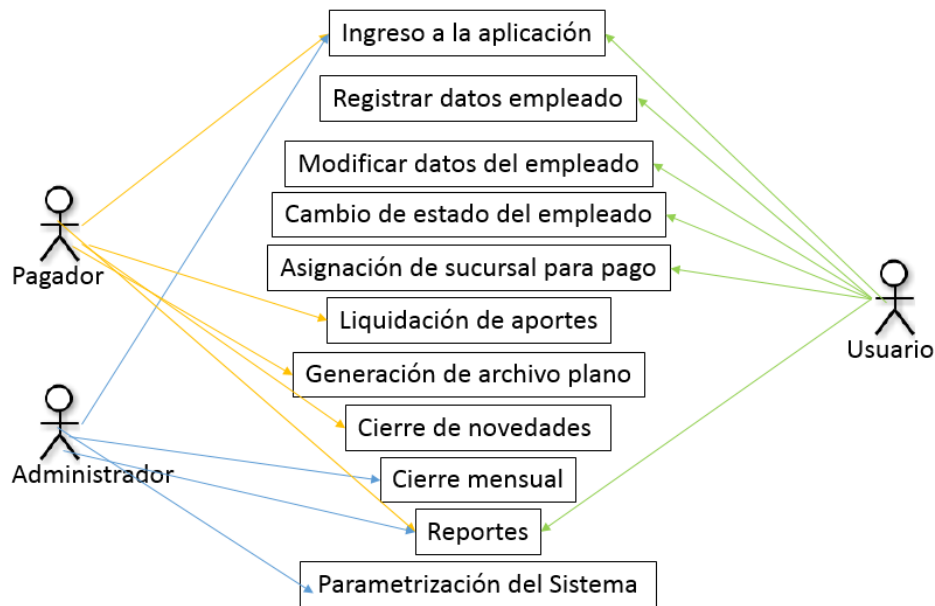 Ingreso a la aplicación
Registrar datos empleado
Modificar datos del empleado
Cambio de estado del empleado
Pagador
Asignación de sucursal para pago
Liquidación de aportes
Usuario
Generación de archivo plano
Cierre de novedades
Administrador
Cierre mensual
Reportes
Parametrización del Sistema